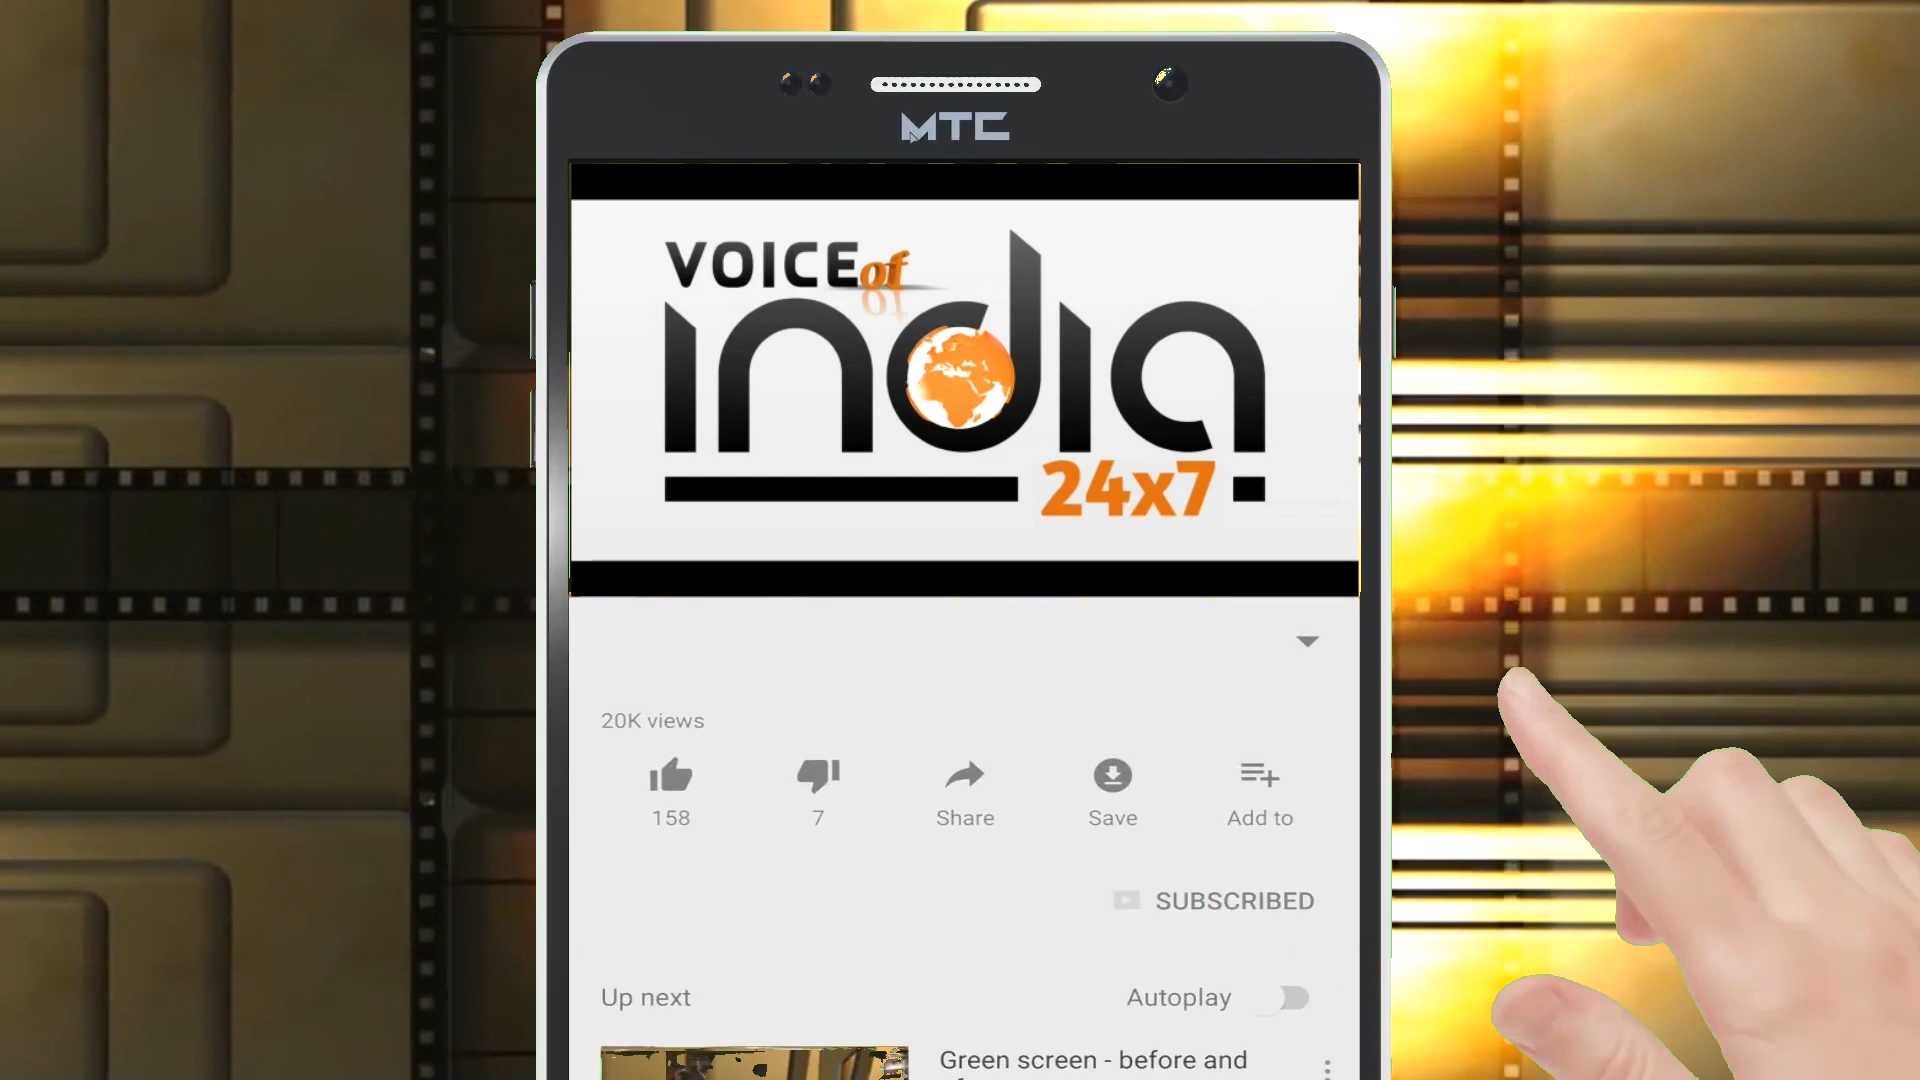 MTC
VOICE of
india
24x7
20K views
158
7
Share
Save
Add to
SUBSCRIBED
Up next
Autoplay
Green screen - before and